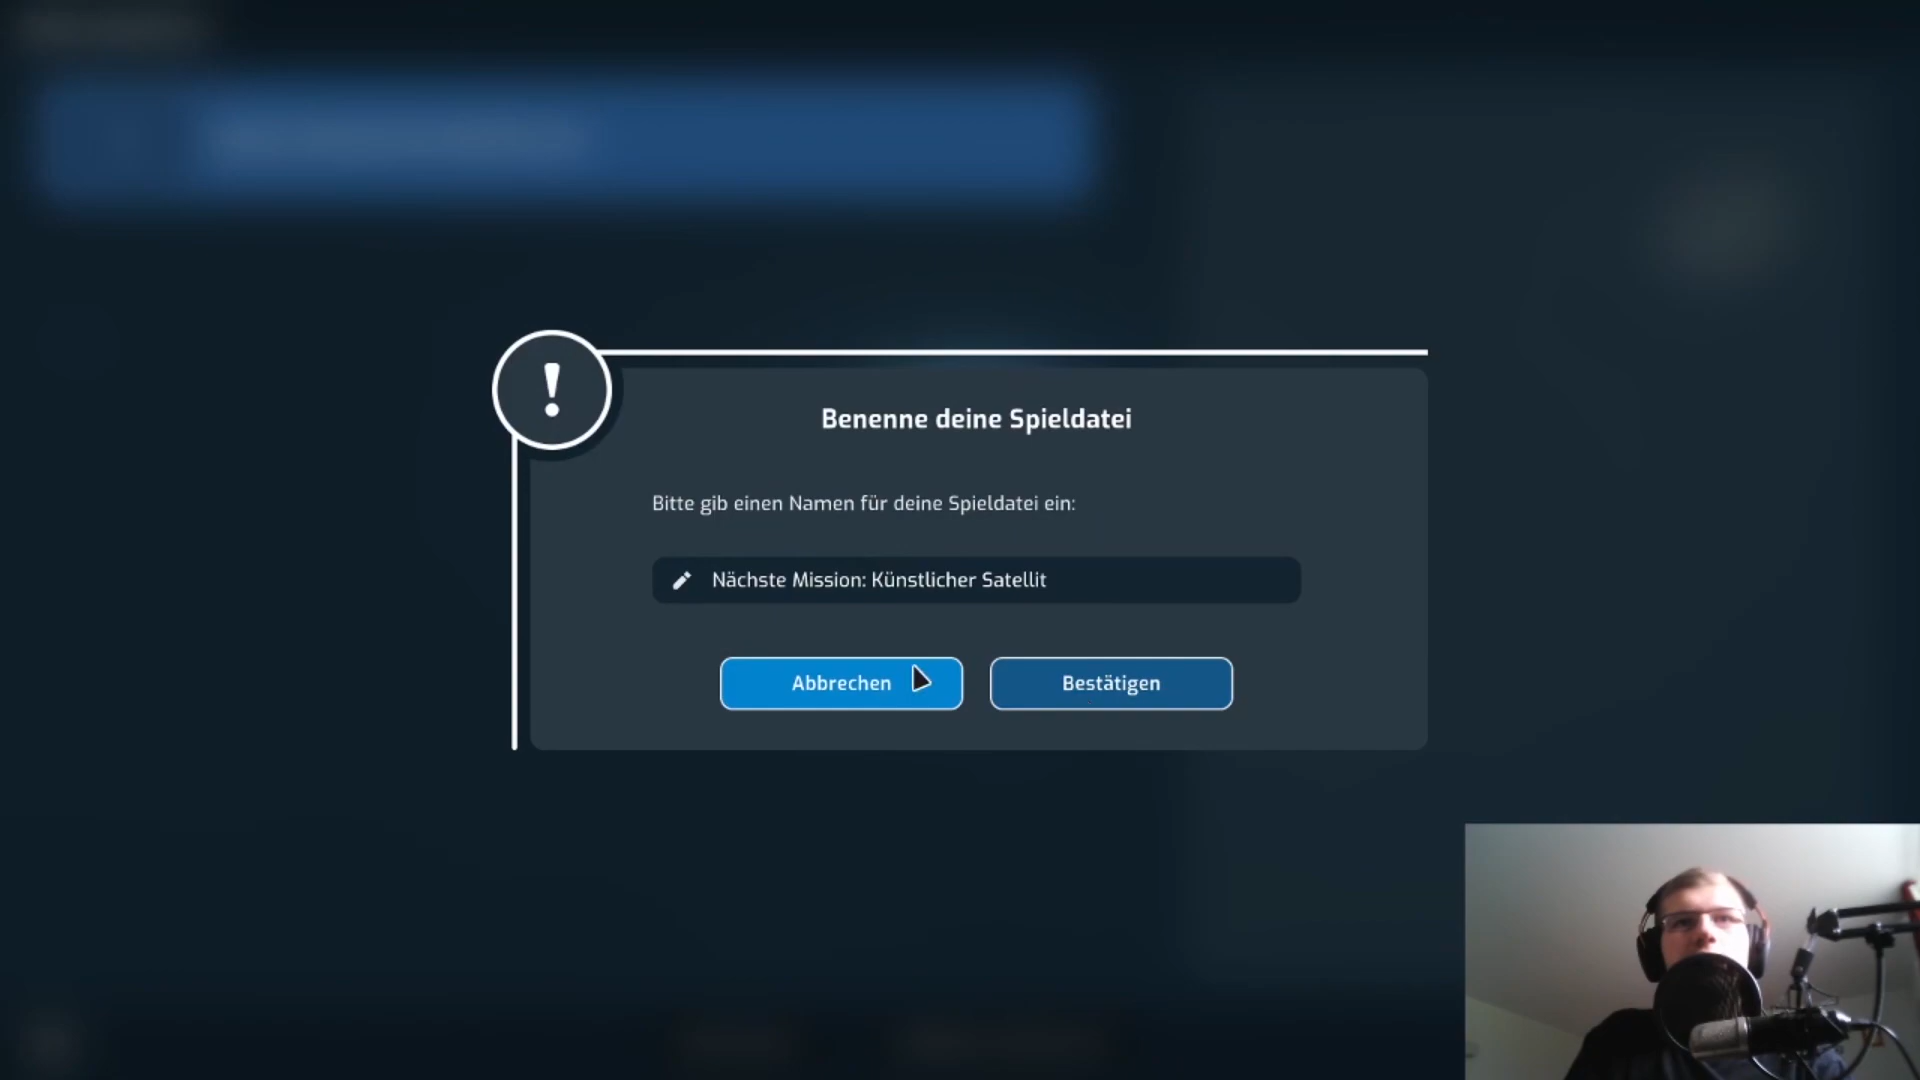 Benenne deine Spieldatei
Bitte gib einen Namen für deine Spieldatei ein:
Nächste Mission: Künstlicher Satellit
Abbrechen
Bestätigen